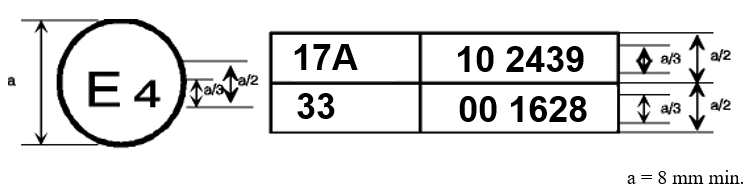 a
E 4
a/3
a/2
17A 10 2439
33 00 1628
a/3
a/2
a/3
a/2
a = 8 mm min.